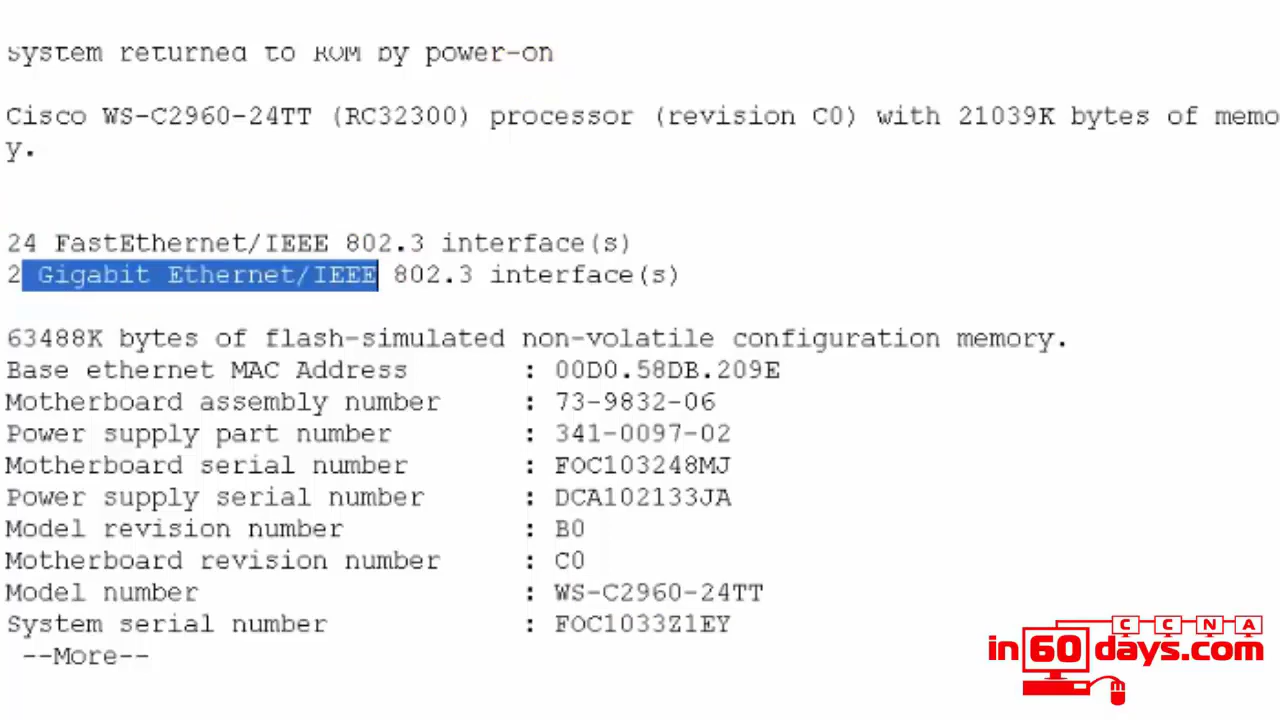 System returned to ROM by power-on
Cisco WS-C2960-24TT (RC32300) processor (revision C0) with 21039K bytes of memo
y.
24 FastEthernet/IEEE 802.3 interface(s)
2 Gigabit Ethernet/IEEE 802.3 interface(s)
63488K bytes of flash-simulated non-volatile configuration memory.
Base ethernet MAC Address : 00D0.58DB.209E
Motherboard assembly number : 73-9832-06
Power supply part number : 341-0097-02
Motherboard serial number : FOC103248MJ
Power supply serial number : DCA102133JA
Model revision number : B0
Motherboard revision number : C0
Model number : WS-C2960-24TT
System serial number : FOC1033Z1EY
--More--
CCNA
in60days.com